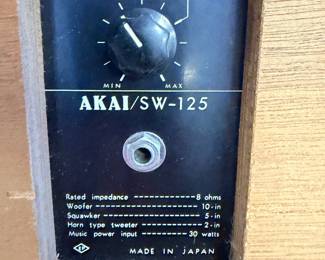 MIN MAX
AKAI/SW-125
Rated impedance --------------- 8 ohms
Woofer ------------------------ 10-in
Squawker ---------------------- 5-in
Horn type tweeter ------------- 2-in
Music power input ------------- 30 watts
MADE IN JAPAN